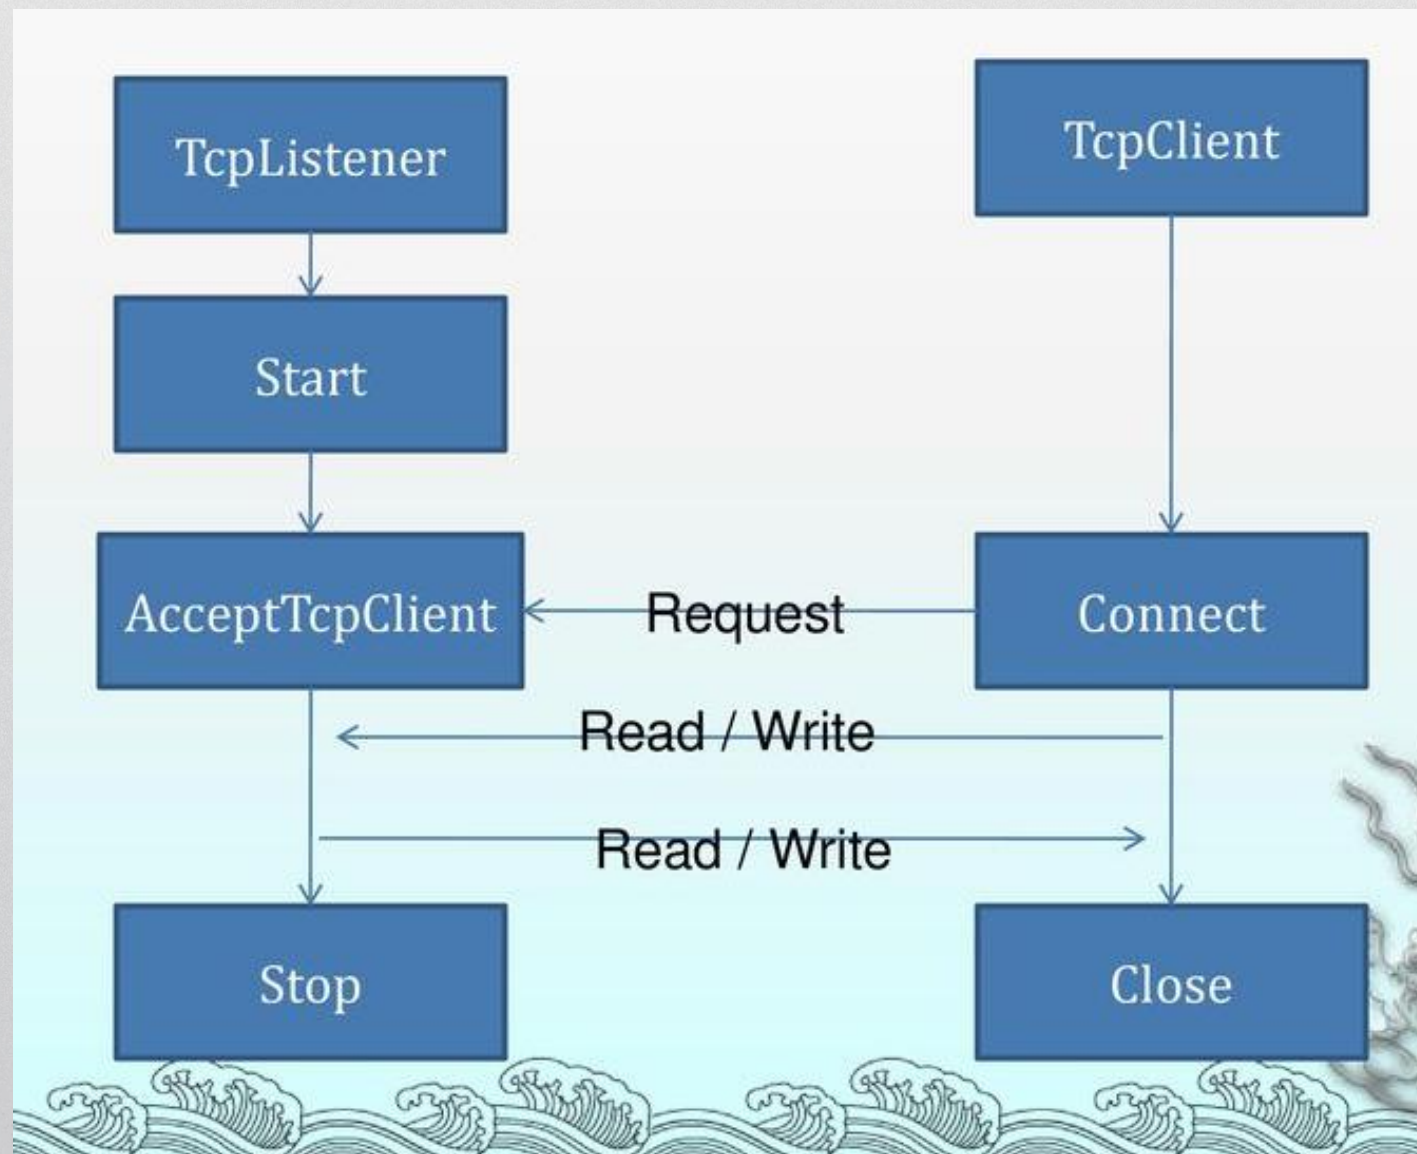 TcpListener
TcpClient
Start
AcceptTcpClient
Request
Connect
Read / Write
Read / Write
Stop
Close